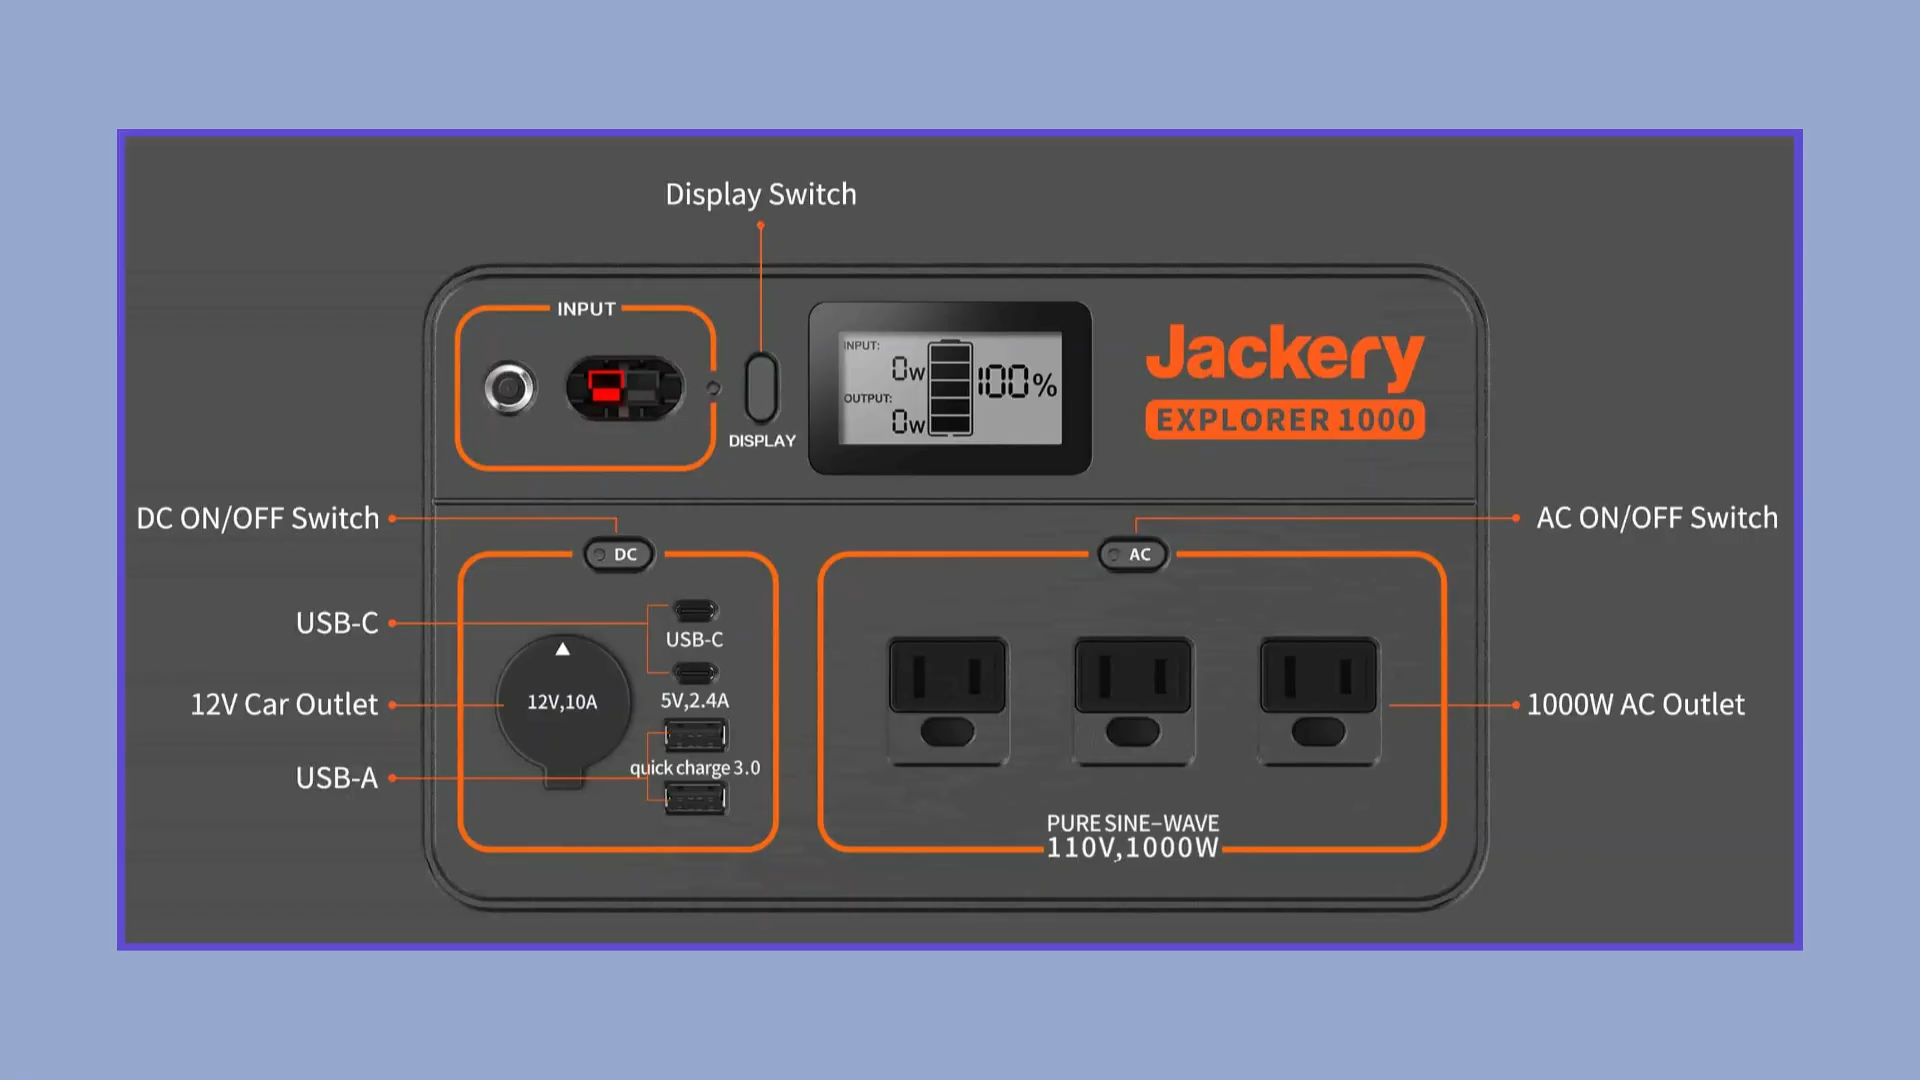 Display Switch
INPUT
DISPLAY
INPUT:
0W
OUTPUT:
0W
100%
Jackery
EXPLORER 1000
DC ON/OFF Switch
DC
USB-C
USB-C
12V Car Outlet
12V,10A
5V,2.4A
quick charge 3.0
USB-A
AC ON/OFF Switch
AC
1000W AC Outlet
PURE SINE-WAVE
110V,1000W